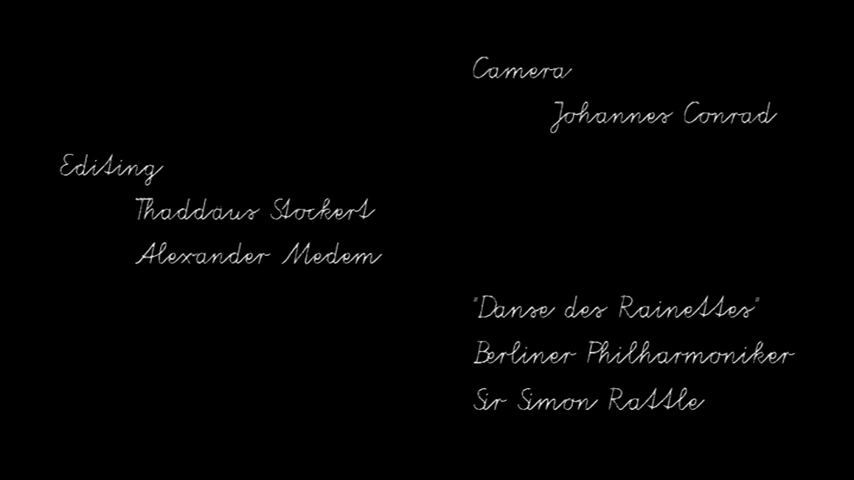 Camera
Johannes Conrad
Editing
Thaddäus Stockert
Alexander Medem
"Danse des Rainettes"
Berliner Philharmoniker
Sir Simon Rattle